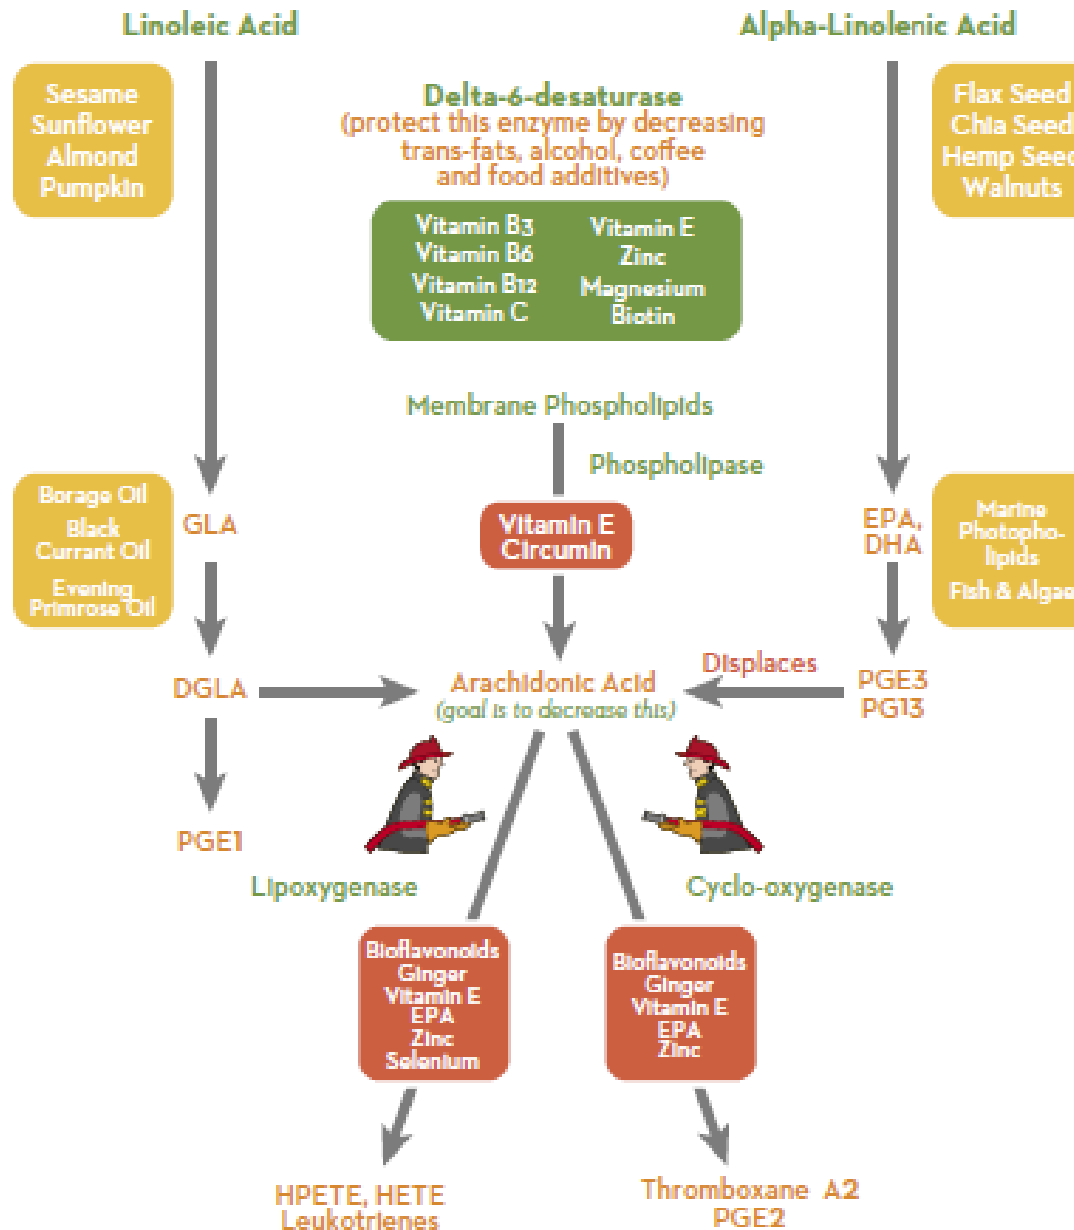 Linoleic Acid
Alpha-Linolenic Acid
Sesame
Sunflower
Almond
Pumpkin
Delta-6-desaturase
(protect this enzyme by decreasing
trans-fats, alcohol, coffee
and food additives)
Flax Seed
Chia Seed
Hemp Seed
Walnuts
Vitamin B3
Vitamin B6
Vitamin B12
Vitamin C
Vitamin E
Zinc
Magnesium
Biotin
Membrane Phospholipids
Phospholipase
Borage Oil
Black
Currant Oil
Evening
Primrose Oil
GLA
Vitamin E
Circumin
EPA,
DHA
Marine
Photopho-
lipids
Fish & Algae
DGLA
Arachidonic Acid
(goal is to decrease this)
Displaces
PGE3
PG13
PGE1
Lipoxygenase
Cyclo-oxygenase
Bioflavonoids
Ginger
Vitamin E
EPA
Zinc
Selenium
Bioflavonoids
Ginger
Vitamin E
EPA
Zinc
HPETE, HETE
Leukotrienes
Thromboxane A2
PGE2